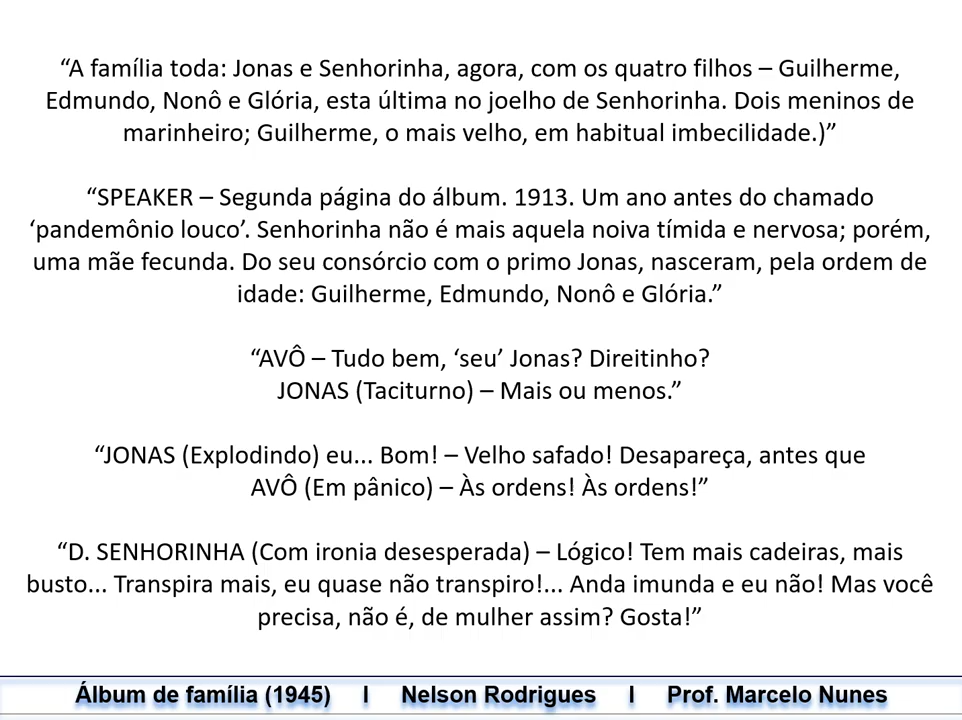 “A família toda: Jonas e Senhorinha, agora, com os quatro filhos – Guilherme,
Edmundo, Nonô e Glória, esta última no joelho de Senhorinha. Dois meninos de
marinheiro; Guilherme, o mais velho, em habitual imbecilidade.)”
“SPEAKER – Segunda página do álbum. 1913. Um ano antes do chamado
‘pandemônio louco’. Senhorinha não é mais aquela noiva tímida e nervosa; porém,
uma mãe fecunda. Do seu consórcio com o primo Jonas, nasceram, pela ordem de
idade: Guilherme, Edmundo, Nonô e Glória.”
“AVÔ – Tudo bem, ‘seu’ Jonas? Direitinho?
JONAS (Taciturno) – Mais ou menos.”
“JONAS (Explodindo) eu... Bom! – Velho safado! Desapareça, antes que
AVÔ (Em pânico) – Às ordens! Às ordens!”
“D. SENHORINHA (Com ironia desesperada) – Lógico! Tem mais cadeiras, mais
busto... Transpira mais, eu quase não transpiro!... Anda imunda e eu não! Mas você
precisa, não é, de mulher assim? Gosta!”
Álbum de família (1945) I Nelson Rodrigues I Prof. Marcelo Nunes